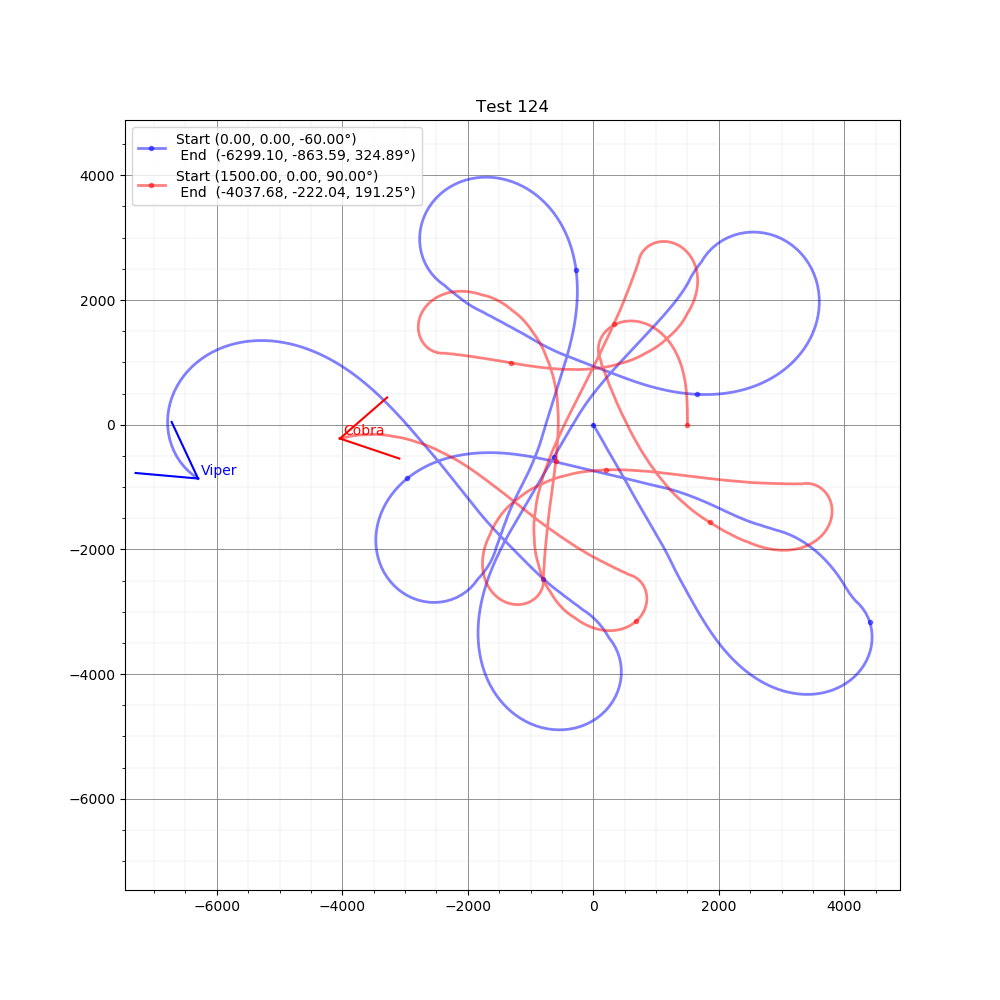 Test 124
Start (0.00, 0.00, -60.00°)
End (-6299.10, -863.59, 324.89°)
Start (1500.00, 0.00, 90.00°)
End (-4037.68, -222.04, 191.25°)
4000
2000
0
−2000
−4000
−6000
Cobra
Viper
−6000
−4000
−2000
0
2000
4000